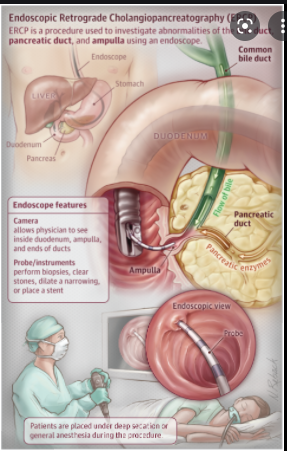 Endoscopic Retrograde Cholangiopancreatography
ERCP is a procedure used to investigate abnormalities of the duct,
pancreatic duct, and ampulla using an endoscope.
Common
bile duct
Endoscope
Stomach
LIVER
DUODENUM
Duodenum
Pancreas
Flow of bile
Endoscope features
Camera
allows physician to see
inside duodenum, ampulla,
and ends of ducts
Probe/instruments
perform biopsies, clear
stones, dilate a narrowing,
or place a stent
Pancreatic
duct
Pancreatic enzymes
Ampulla
Endoscopic view
Probe
Patients are placed under deep secation or
general anesthesia during the procedure.